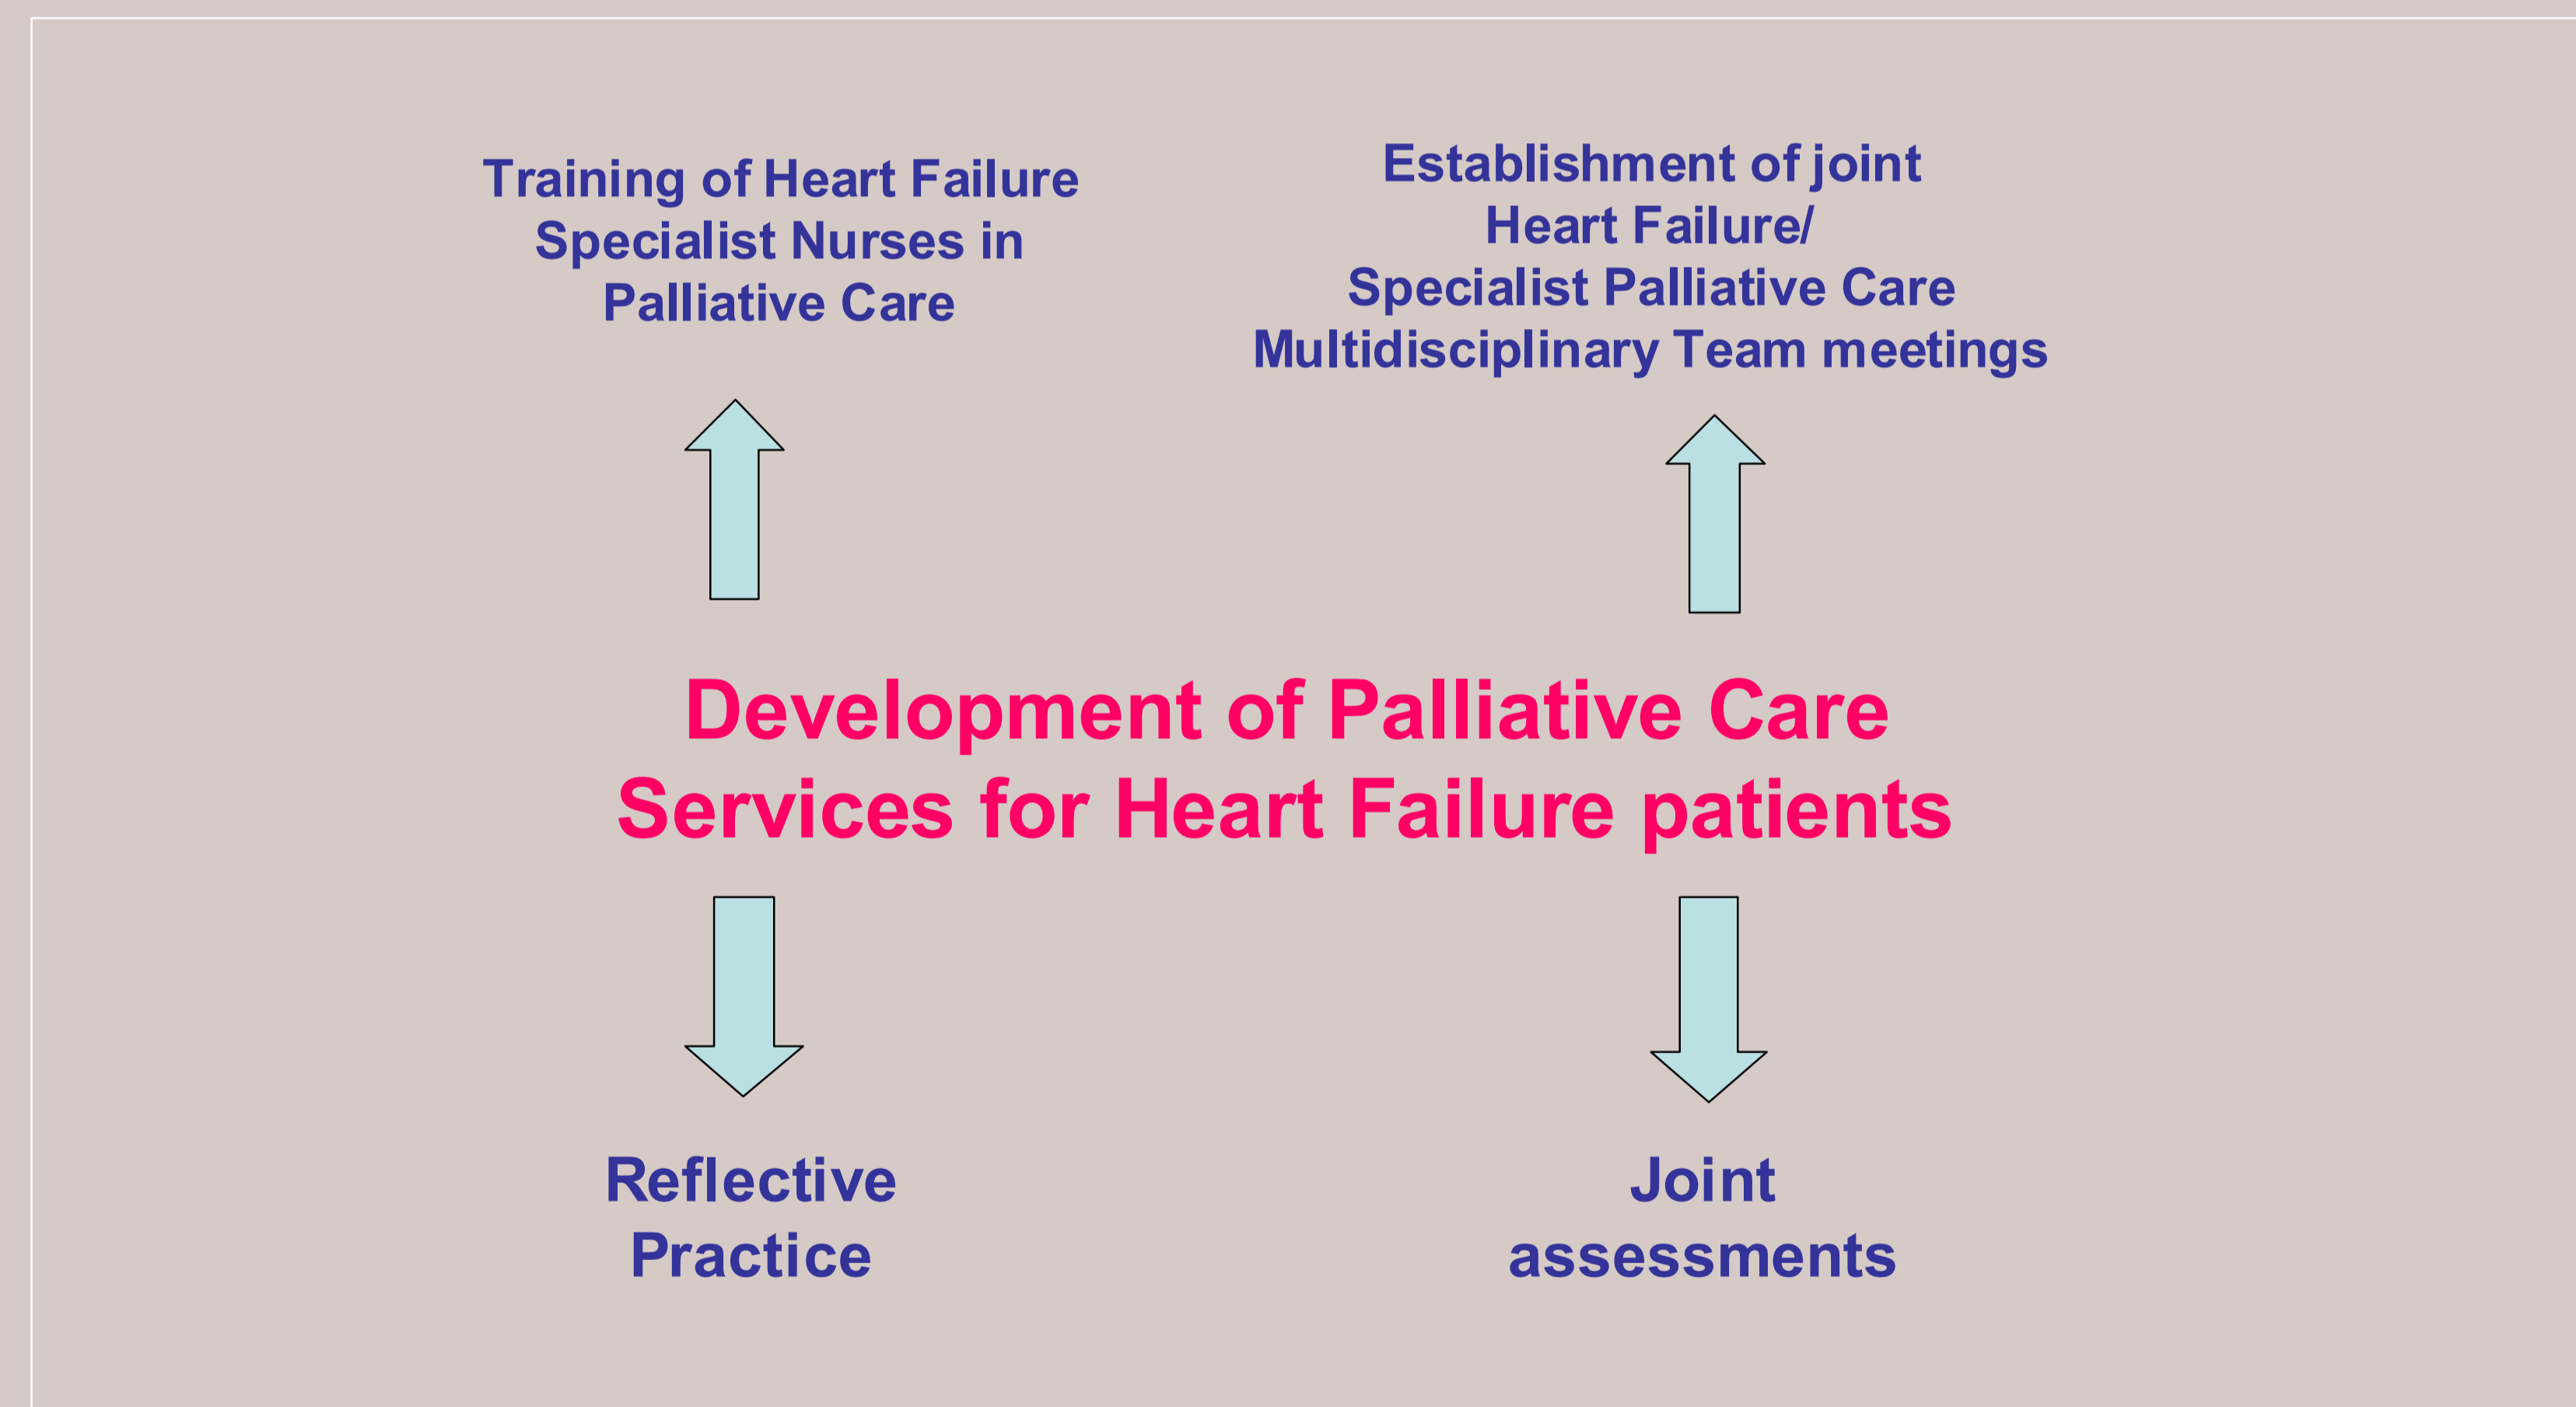 Training of Heart Failure
Specialist Nurses in
Palliative Care
Establishment of joint
Heart Failure/
Specialist Palliative Care
Multidisciplinary Team meetings
Development of Palliative Care
Services for Heart Failure patients
Reflective
Practice
Joint
assessments